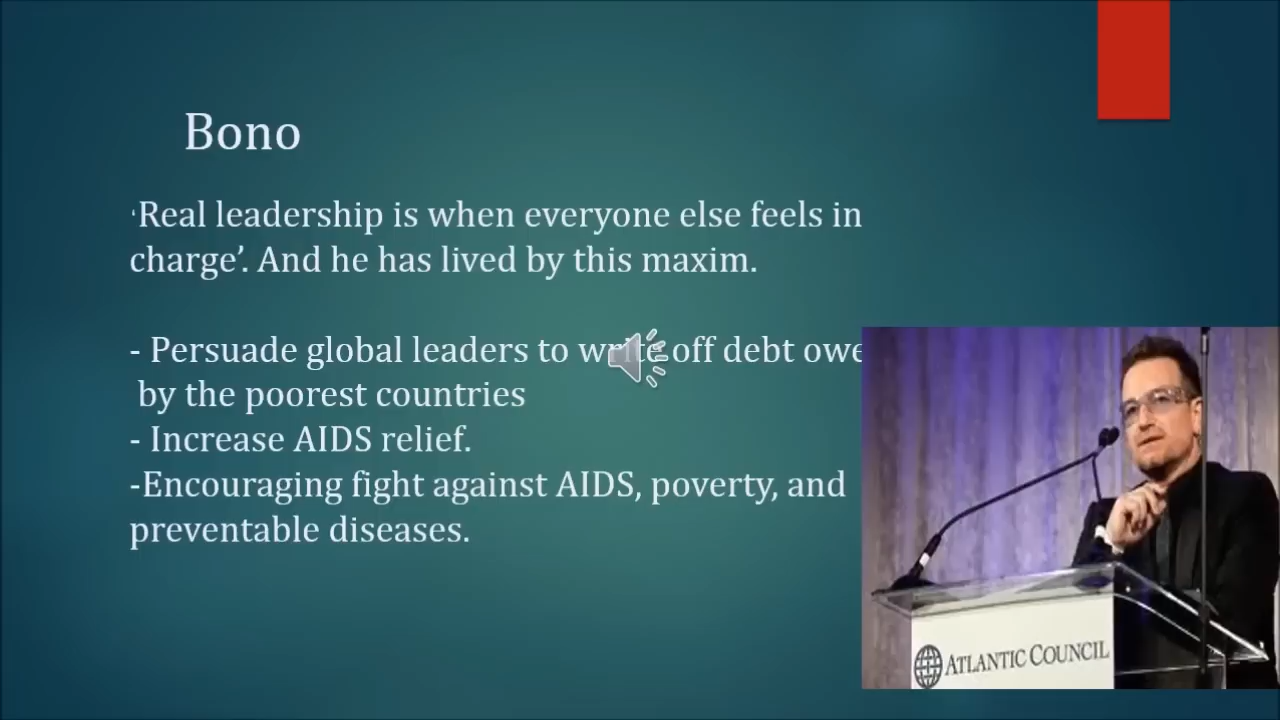 Bono
‘Real leadership is when everyone else feels in
charge’. And he has lived by this maxim.
- Persuade global leaders to write off debt owe
by the poorest countries
- Increase AIDS relief.
-Encouraging fight against AIDS, poverty, and
preventable diseases.
ATLANTIC COUNCIL